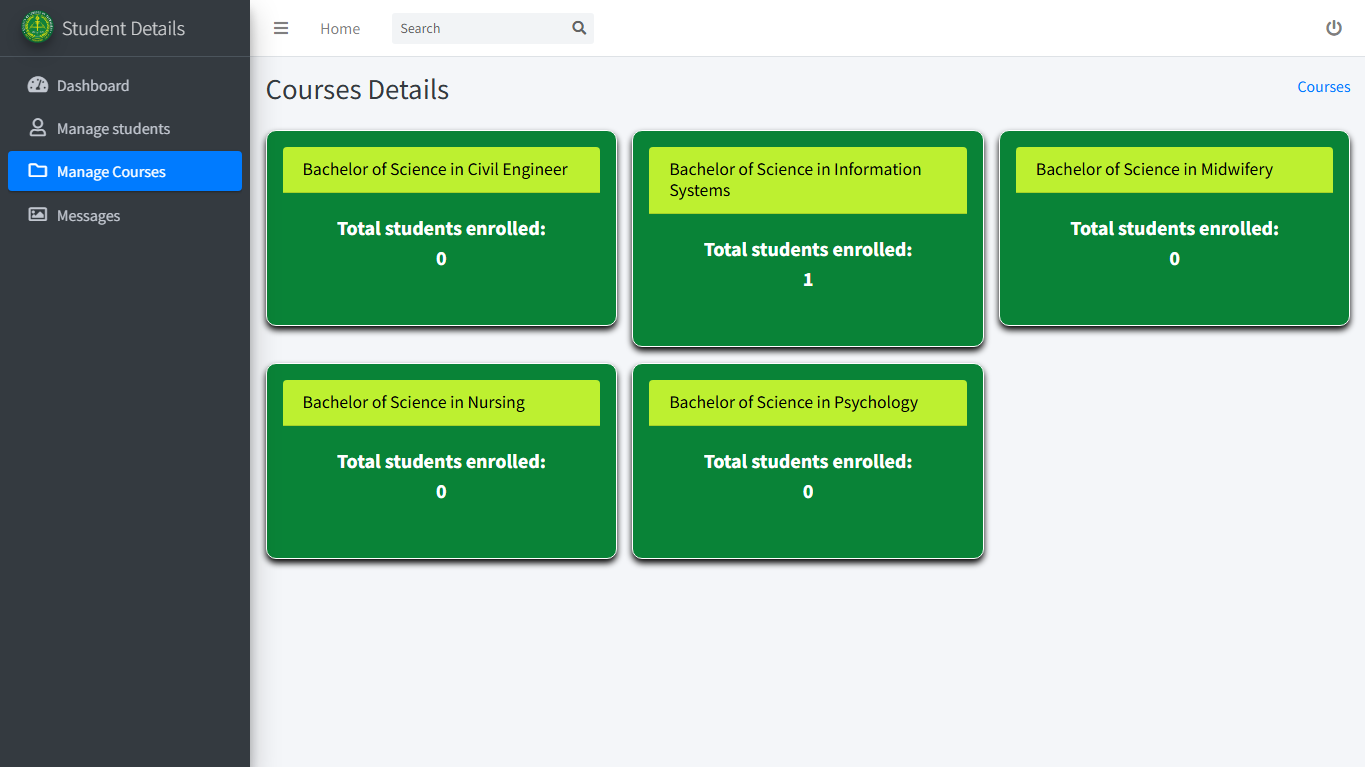 Student Details
Home
Search
Dashboard
Manage students
Manage Courses
Messages
Courses Details
Courses
Bachelor of Science in Civil Engineer
Total students enrolled:
0
Bachelor of Science in Information
Systems
Total students enrolled:
1
Bachelor of Science in Midwifery
Total students enrolled:
0
Bachelor of Science in Nursing
Total students enrolled:
0
Bachelor of Science in Psychology
Total students enrolled:
0